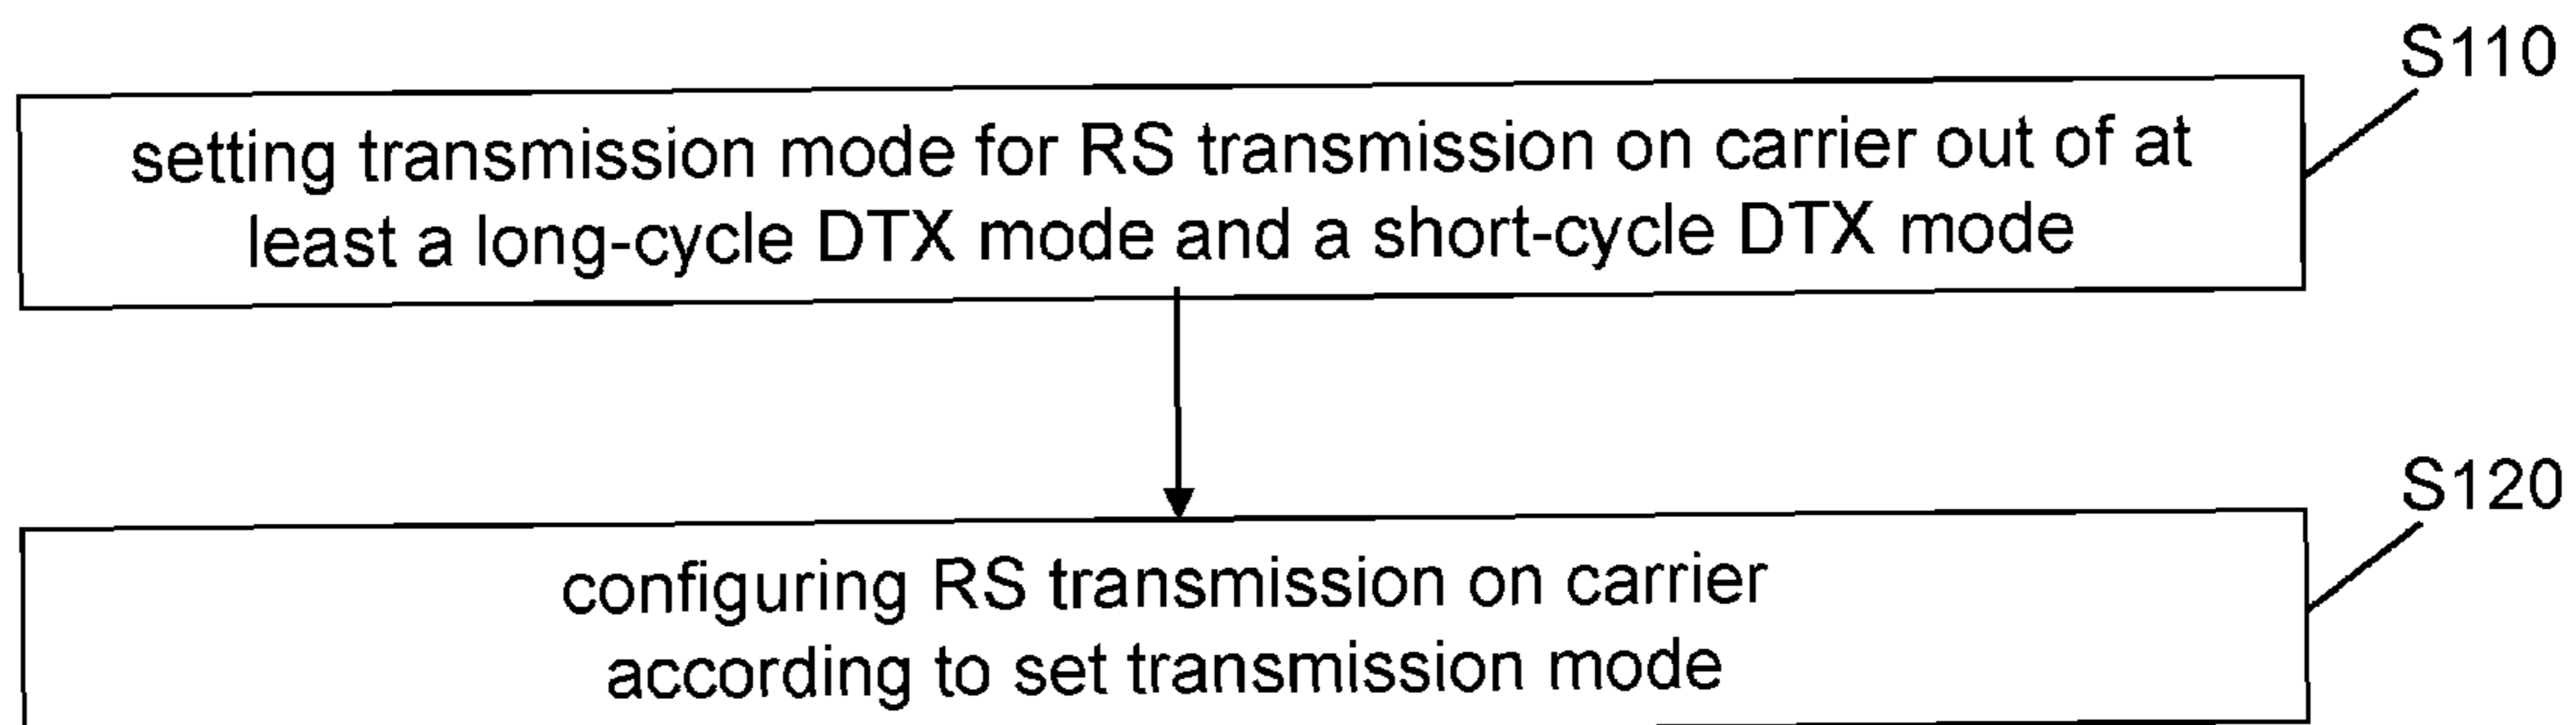 S110
setting transmission mode for RS transmission on carrier out of at
least a long-cycle DTX mode and a short-cycle DTX mode
S120
configuring RS transmission on carrier
according to set transmission mode